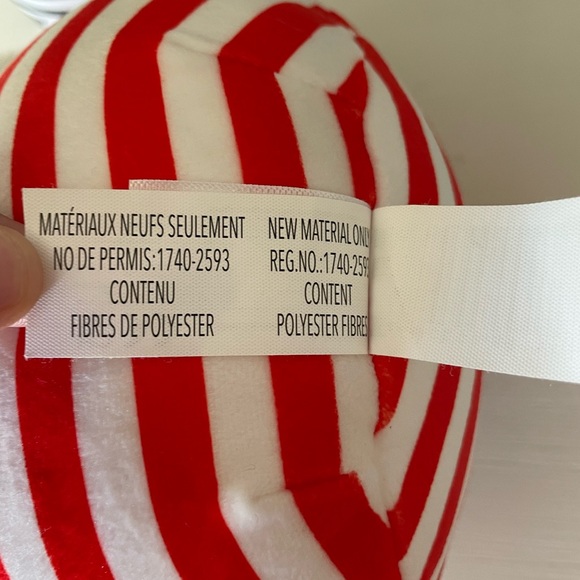 MATÉRIAUX NEUFS SEULEMENT
NO DE PERMIS:1740-2593
CONTENU
FIBRES DE POLYESTER
NEW MATERIAL ONLY
REG.NO.:1740-2593
CONTENT
POLYESTER FIBRES